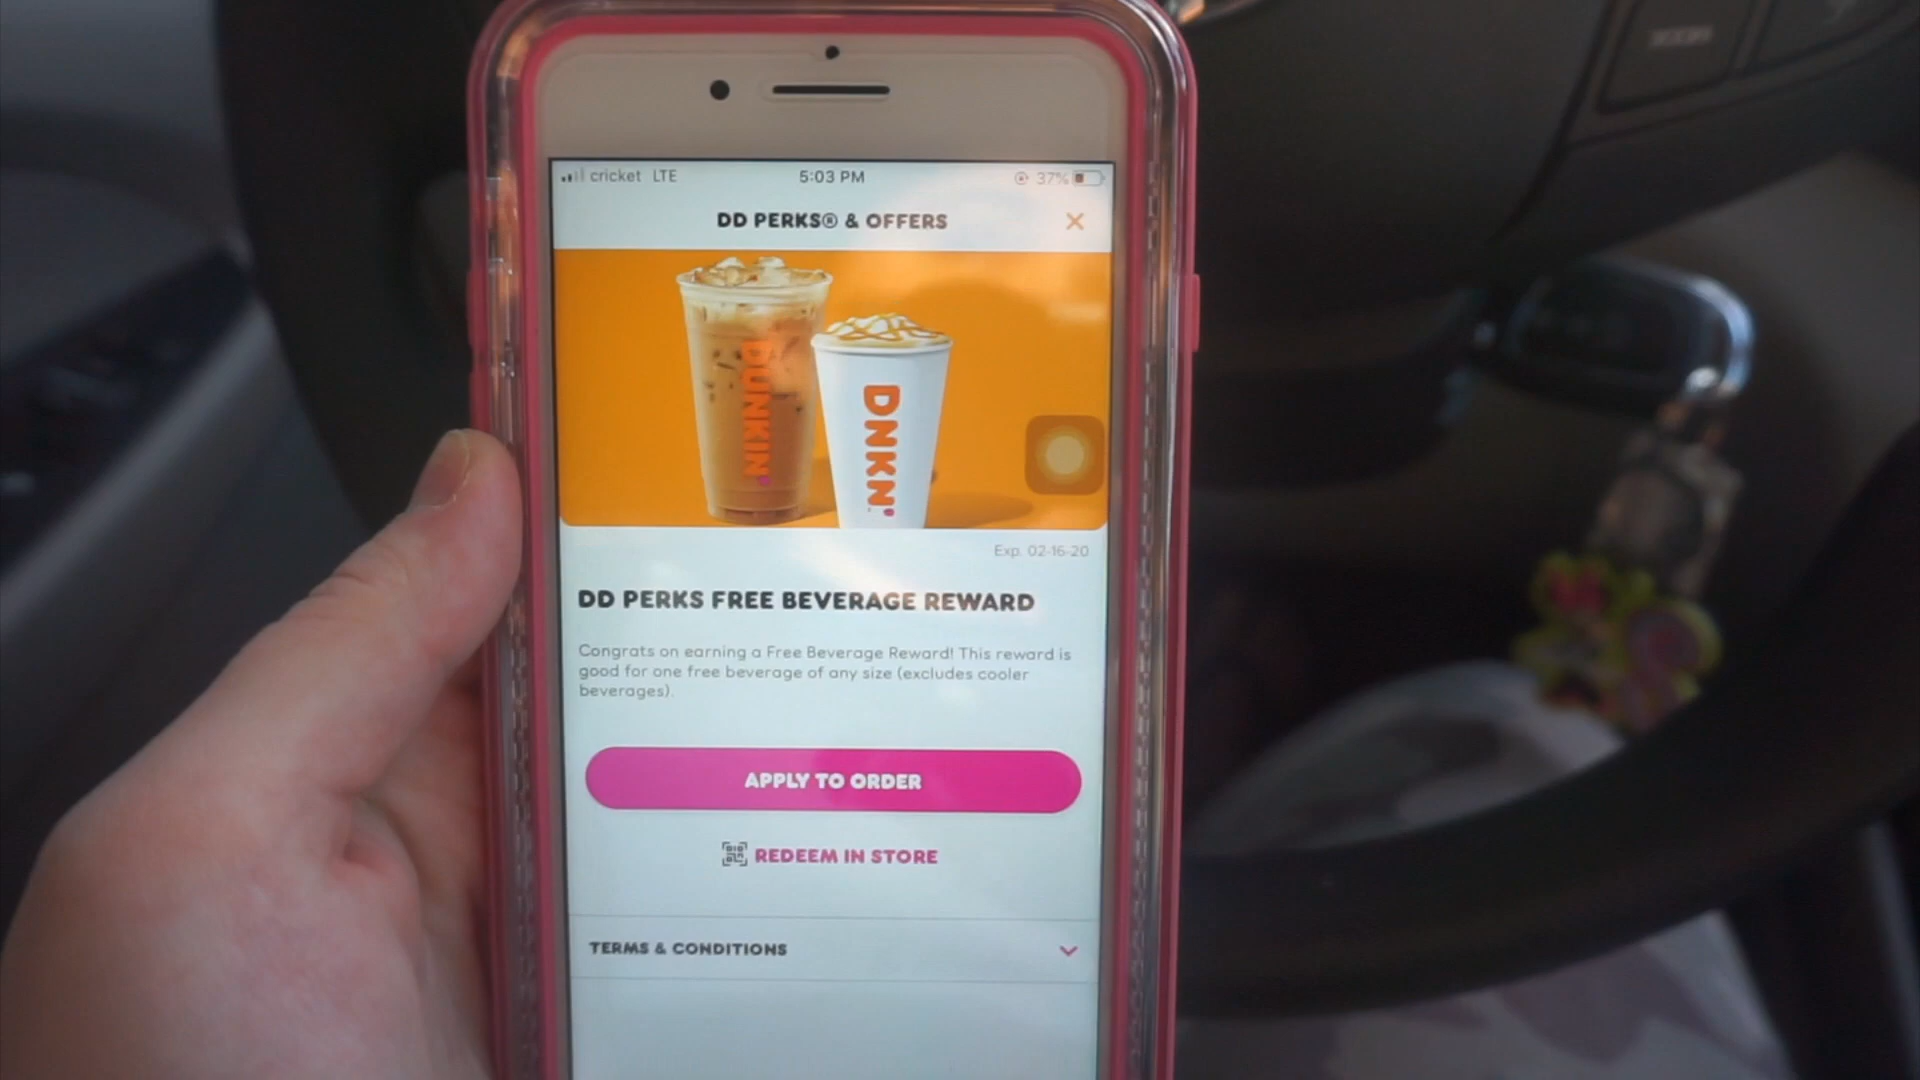 cricket LTE 5:03 PM 37%
DD PERKS® & OFFERS
DUNKIN'
DNKN'
Exp. 02-16-20
DD PERKS FREE BEVERAGE REWARD
Congrats on earning a Free Beverage Reward! This reward is
good for one free beverage of any size (excludes cooler
beverages).
APPLY TO ORDER
REDEEM IN STORE
TERMS & CONDITIONS